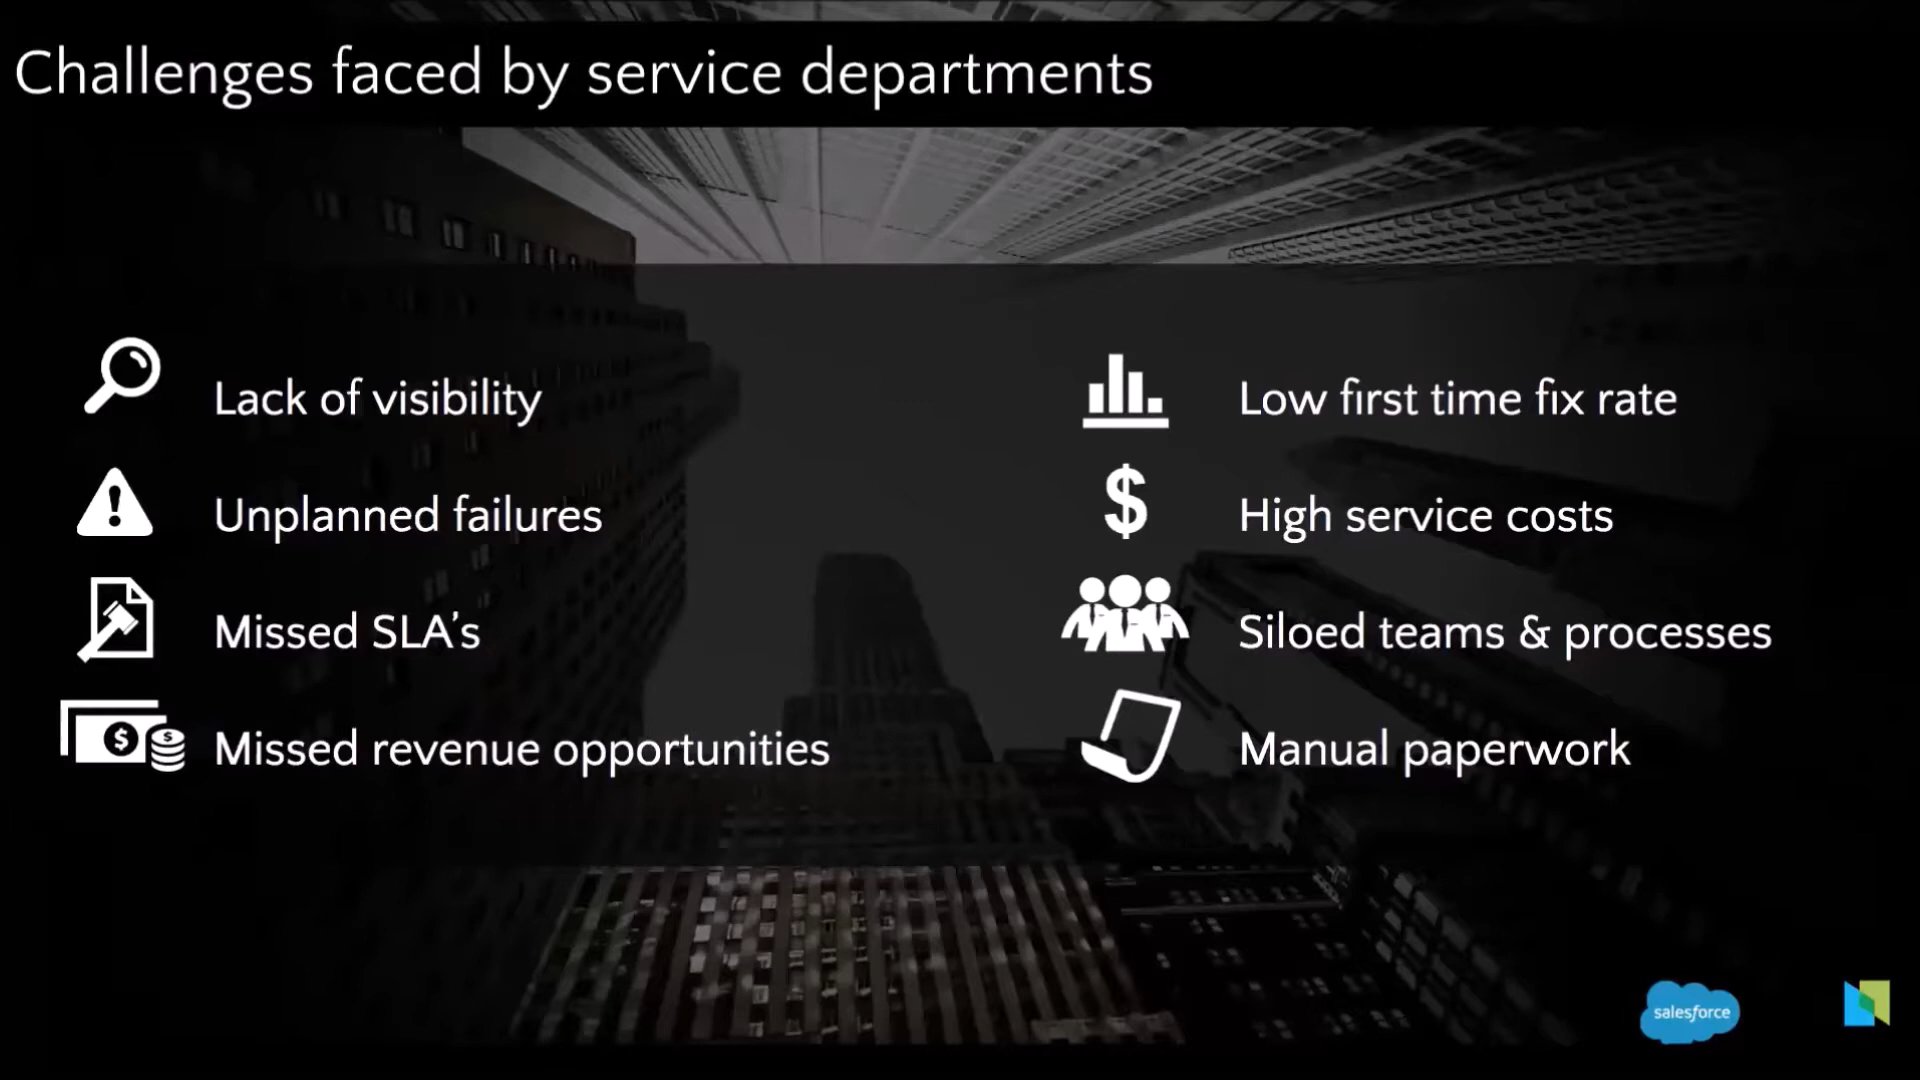 Challenges faced by service departments
Lack of visibility
Unplanned failures
Missed SLA's
Missed revenue opportunities
Low first time fix rate
$
High service costs
Siloed teams & processes
Manual paperwork
salesforce